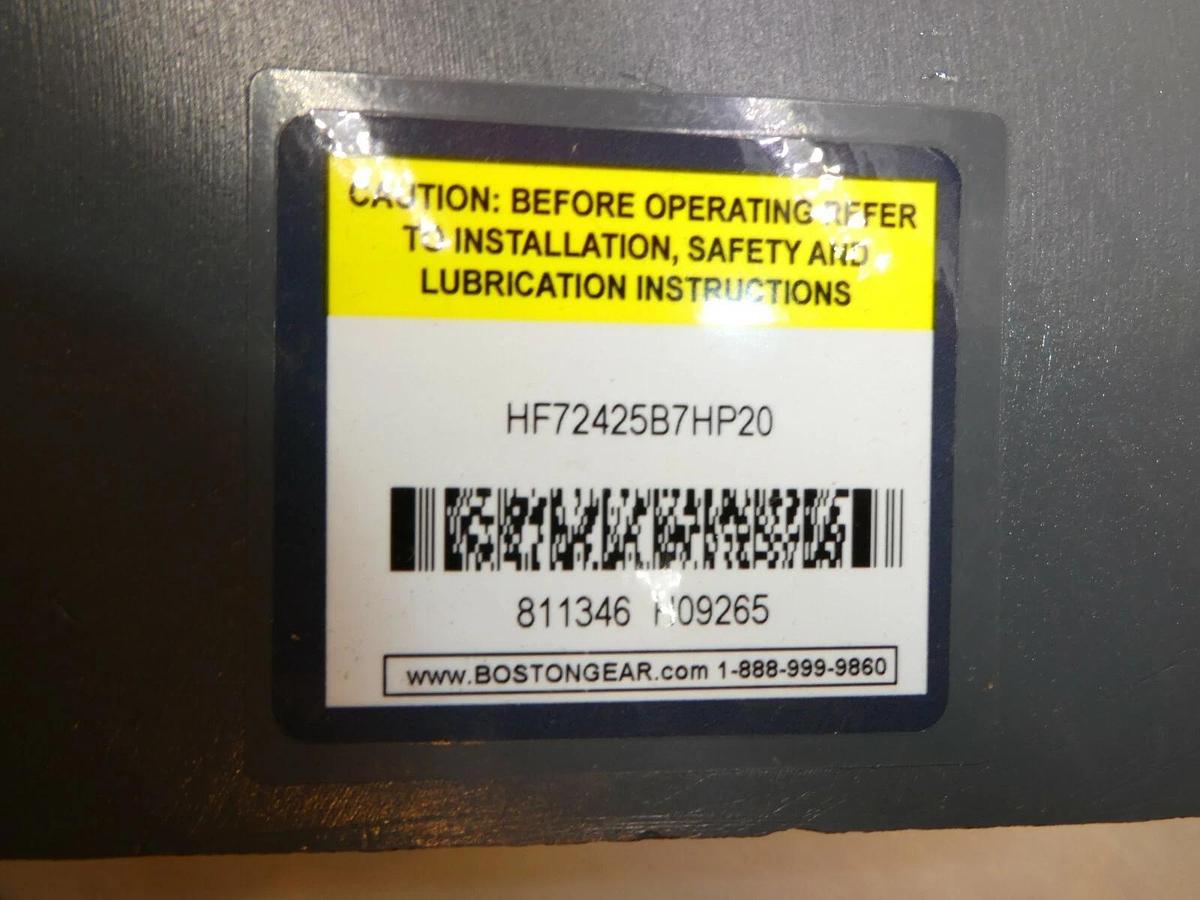 CAUTION: BEFORE OPERATING REFER
TO INSTALLATION, SAFETY AND
LUBRICATION INSTRUCTIONS
HF72425B7HP20
811346 H09265
www.BOSTONGEAR.com 1-888-999-9860